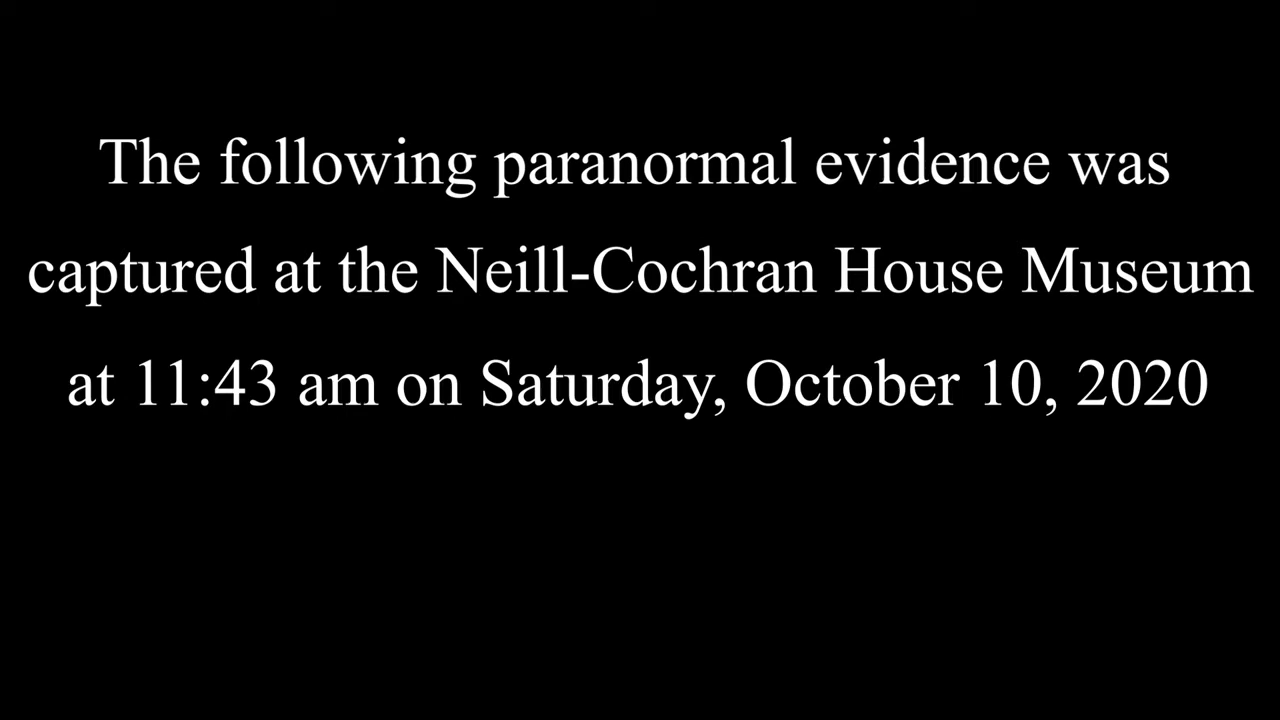 The following paranormal evidence was
captured at the Neill-Cochran House Museum
at 11:43 am on Saturday, October 10, 2020